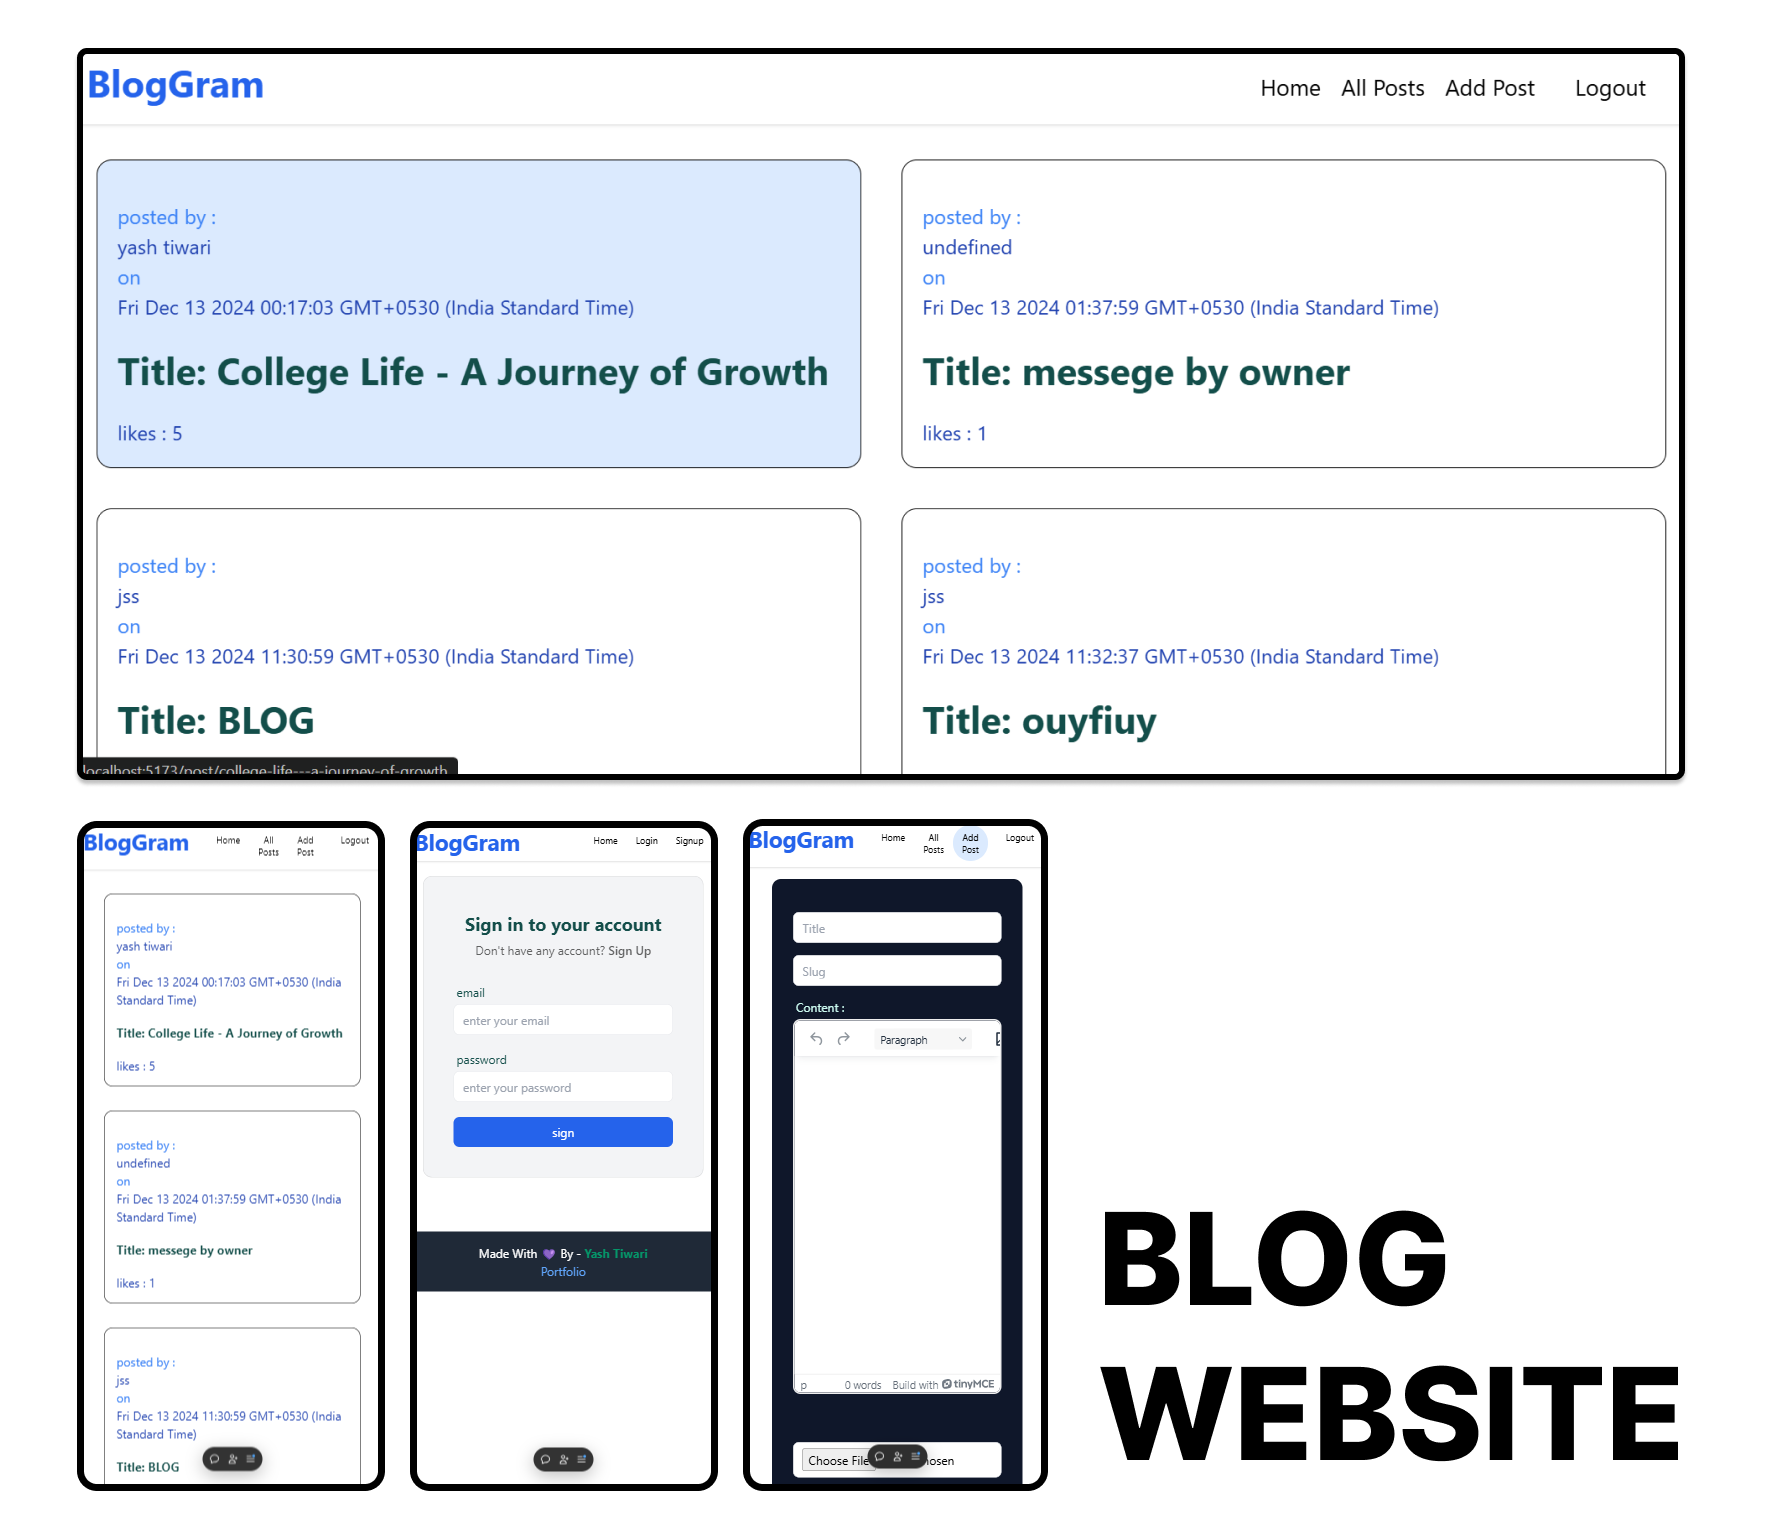 BlogGram
Home All Posts Add Post Logout
posted by :
yash tiwari
on
Fri Dec 13 2024 00:17:03 GMT+0530 (India Standard Time)
Title: College Life - A Journey of Growth
likes : 5
posted by :
undefined
on
Fri Dec 13 2024 01:37:59 GMT+0530 (India Standard Time)
Title: messege by owner
likes : 1
posted by :
jss
on
Fri Dec 13 2024 11:30:59 GMT+0530 (India Standard Time)
Title: BLOG
posted by :
jss
on
Fri Dec 13 2024 11:32:37 GMT+0530 (India Standard Time)
Title: ouyfiuy
localhost:5173/post/college-life---a-journey-of-growth
BlogGram
Home All Posts Add Post Logout
posted by :
yash tiwari
on
Fri Dec 13 2024 00:17:03 GMT+0530 (India
Standard Time)
Title: College Life - A Journey of Growth
likes : 5
posted by :
undefined
on
Fri Dec 13 2024 01:37:59 GMT+0530 (India
Standard Time)
Title: messege by owner
likes : 1
posted by :
jss
on
Fri Dec 13 2024 11:30:59 GMT+0530 (India
Standard Time)
Title: BLOG
BlogGram
Home Login Signup
Sign in to your account
Don't have any account? Sign Up
email
enter your email
password
enter your password
sign
Made With 💜 By - Yash Tiwari
Portfolio
BlogGram
Home All Posts Add Post Logout
Title
Slug
Content :
Paragraph
p 0 words Build with tinyMCE
Choose File
BLOG
WEBSITE